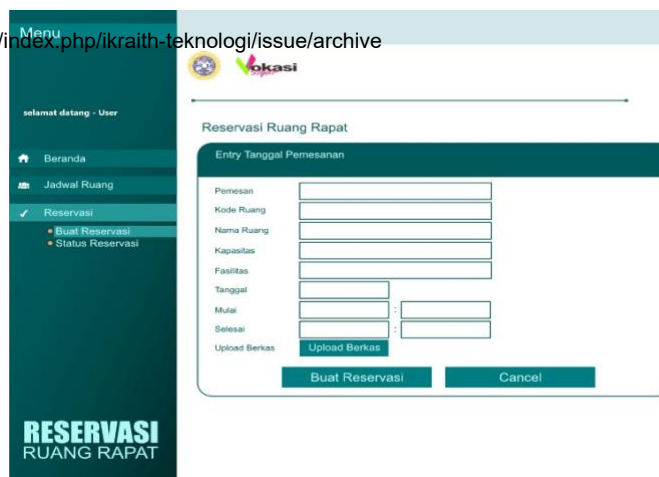 Menu
/index.php/ikraith-teknologi/issue/archive
Vokasi
selamat datang - User
Reservasi Ruang Rapat
Entry Tanggal Pemesanan
Beranda
Jadwal Ruang
Reservasi
Buat Reservasi
Status Reservasi
Pemesan
Kode Ruang
Nama Ruang
Kapasitas
Fasilitas
Tanggal
Mulai :
Selesai :
Upload Berkas Upload Berkas
Buat Reservasi Cancel
RESERVASI
RUANG RAPAT